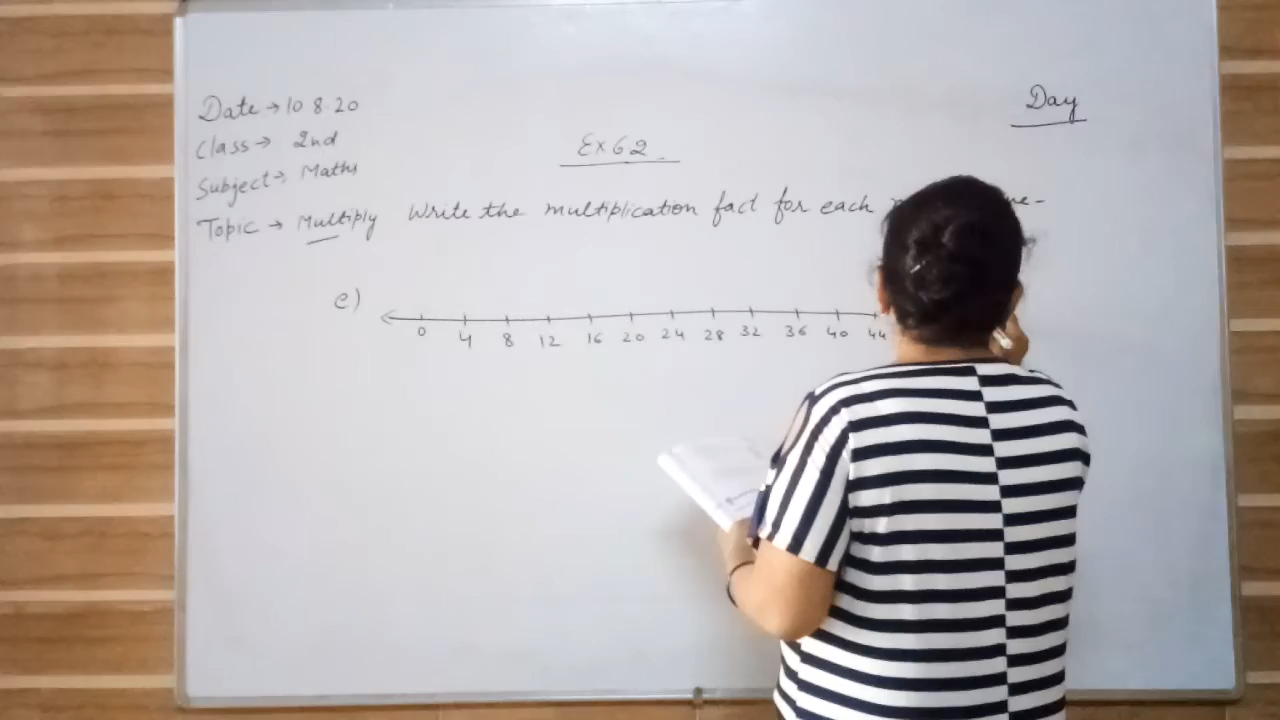 Date → 10 8 20
Day
Class → 2nd
Ex 6 2
Subject → Maths
Topic → Multiply Write the multiplication fact for each
e)
0 4 8 12 16 20 24 28 32 36 40 44